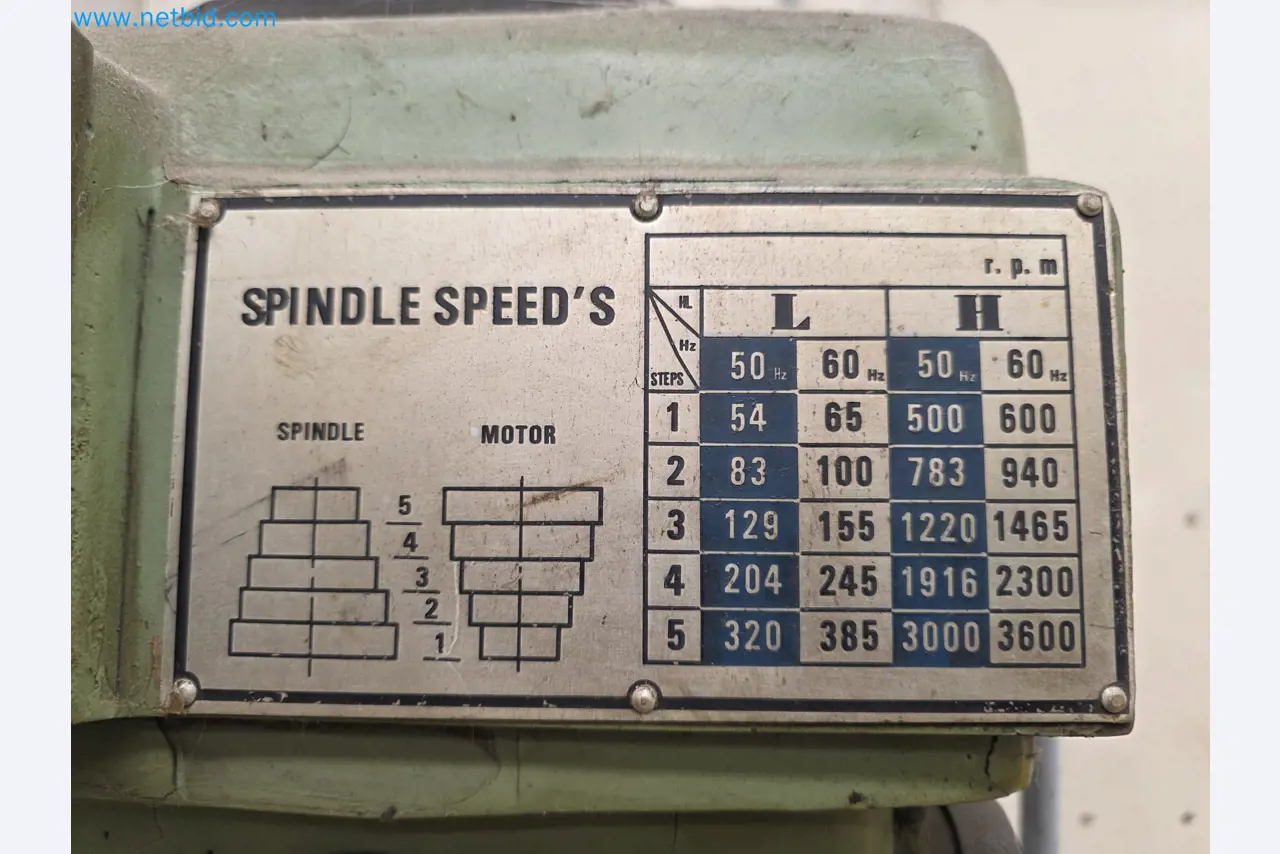 www.netbid.com
SPINDLE SPEED'S
SPINDLE
MOTOR
5
4
3
2
1
r.p.m
HL L H
Hz
STEPS 50 Hz 60 Hz 50 Hz 60 Hz
1 54 65 500 600
2 83 100 783 940
3 129 155 1220 1465
4 204 245 1916 2300
5 320 385 3000 3600